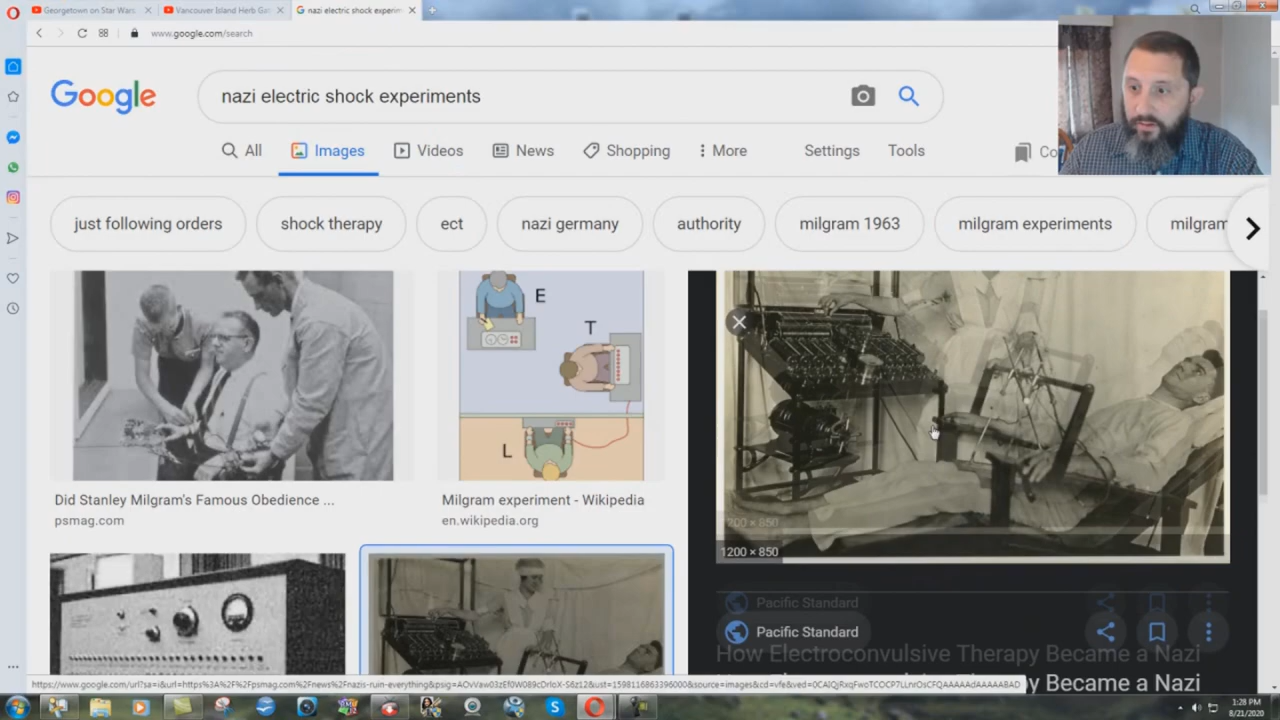 Georgetown on Star Wars
Vancouver Island Herb Gat
nazi electric shock experim
www.google.com/search
Google
nazi electric shock experiments
All
Images
Videos
News
Shopping
More
Settings
Tools
Co
just following orders
shock therapy
ect
nazi germany
authority
milgram 1963
milgram experiments
milgram
E
T
L
Did Stanley Milgram's Famous Obedience ...
psmag.com
Milgram experiment - Wikipedia
en.wikipedia.org
1200 × 850
Pacific Standard
Pacific Standard
How Electroconvulsive Therapy Became a Nazi
py Became a Nazi
1:28 PM
8/21/2020